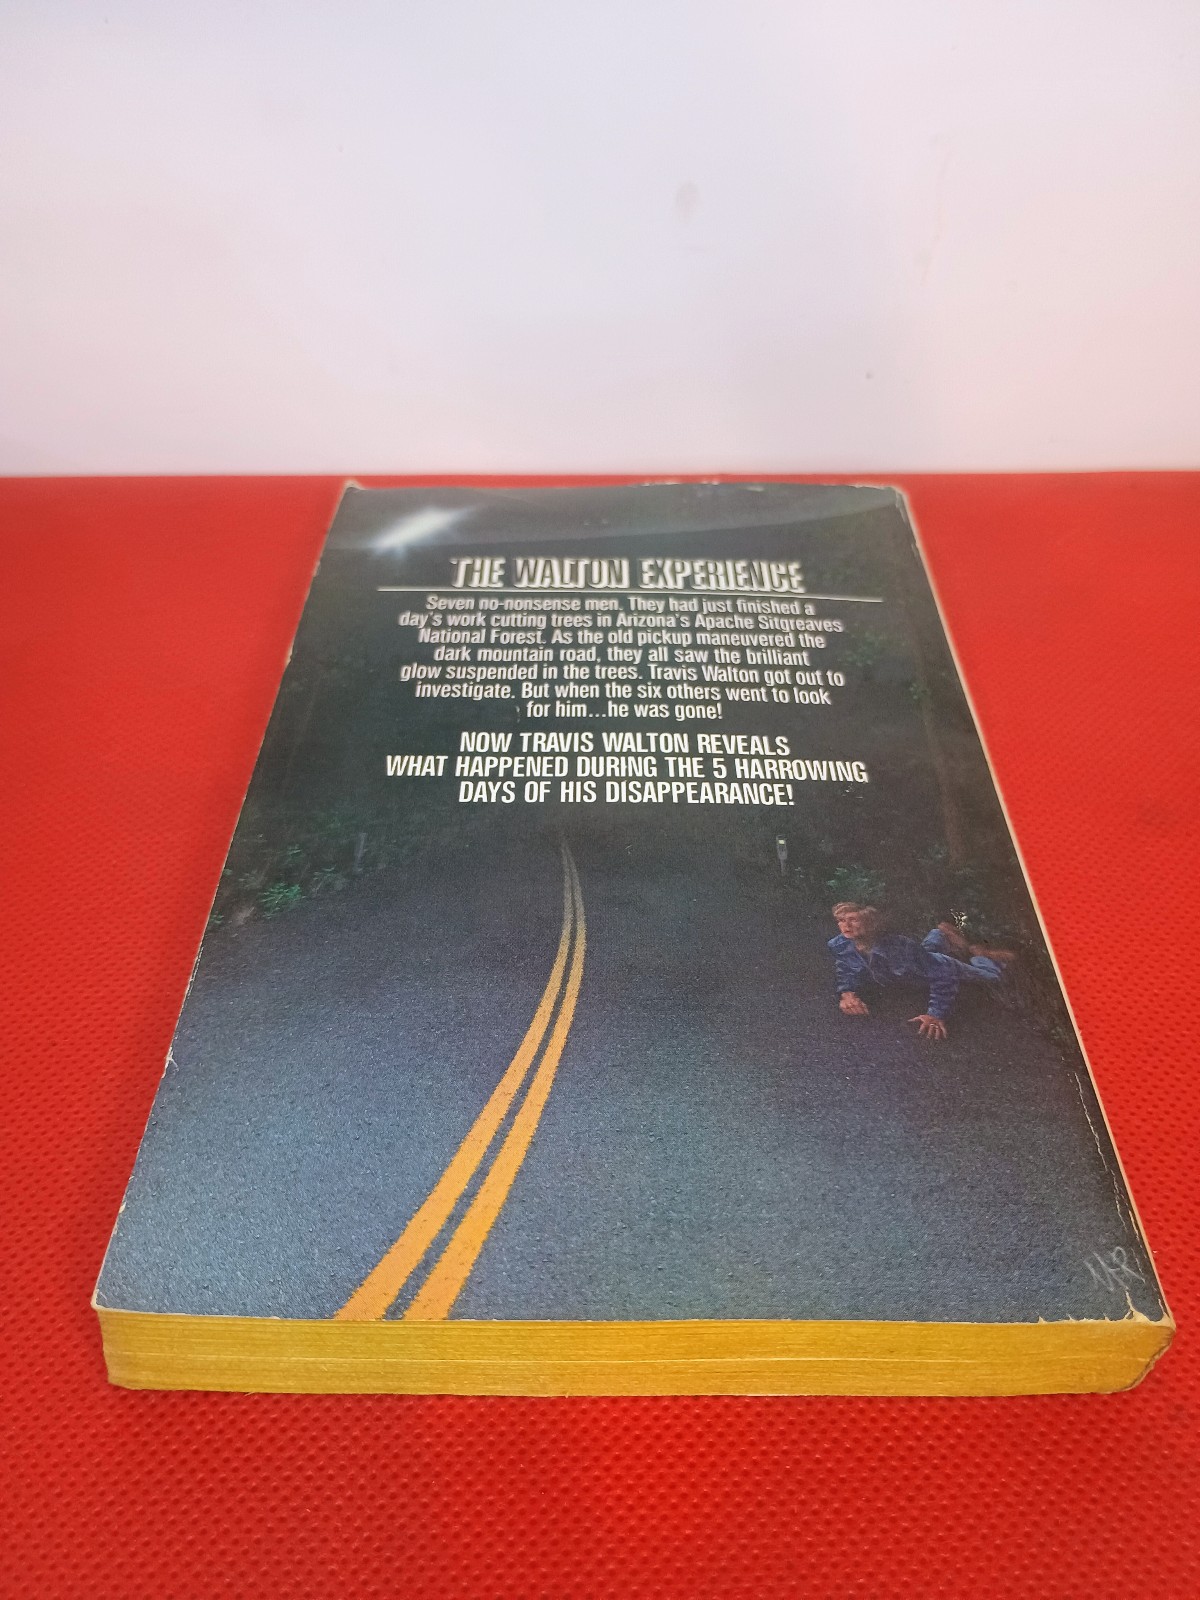 THE WALTON EXPERIENCE
Seven no-nonsense men. They had just finished a
day's work cutting trees in Arizona's Apache Sitgreaves
National Forest. As the old pickup maneuvered the
dark mountain road, they all saw the brilliant
glow suspended in the trees. Travis Walton got out to
investigate. But when the six others went to look
for him...he was gone!
NOW TRAVIS WALTON REVEALS
WHAT HAPPENED DURING THE 5 HARROWING
DAYS OF HIS DISAPPEARANCE!